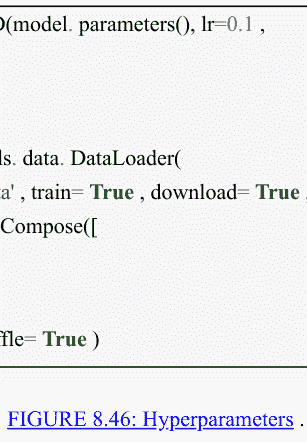 O(model. parameters(), lr=0.1 ,
ls. data. DataLoader(
ta' , train= True , download= True ,
Compose([
ffle= True )
FIGURE 8.46: Hyperparameters .